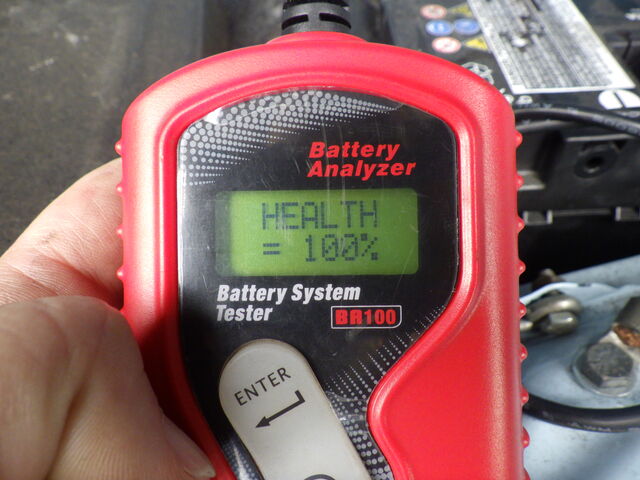 Battery
Analyzer
HEALTH
= 100%
Battery System
Tester
BR100
ENTER